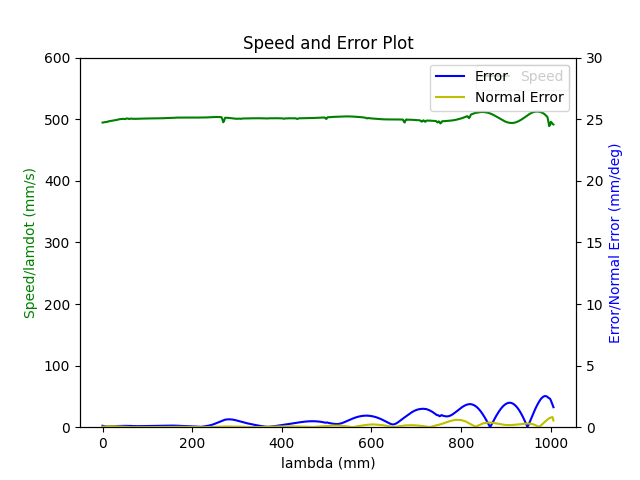 Speed and Error Plot
600
500
400
300
200
100
0
Speed/lamdot (mm/s)
30
25
20
15
10
5
0
Error/Normal Error (mm/deg)
Error
Speed
Normal Error
0
200
400
600
800
1000
lambda (mm)